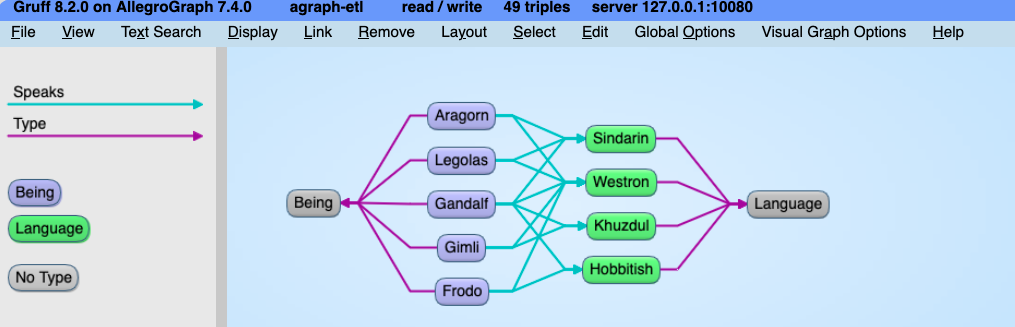 Gruff 8.2.0 on AllegroGraph 7.4.0 agraph-etl read / write 49 triples server 127.0.0.1:10080
File View Text Search Display Link Remove Layout Select Edit Global Options Visual Graph Options Help
Speaks
Type
Being
Language
No Type
Being
Aragorn
Legolas
Gandalf
Gimli
Frodo
Sindarin
Westron
Khuzdul
Hobbitish
Language